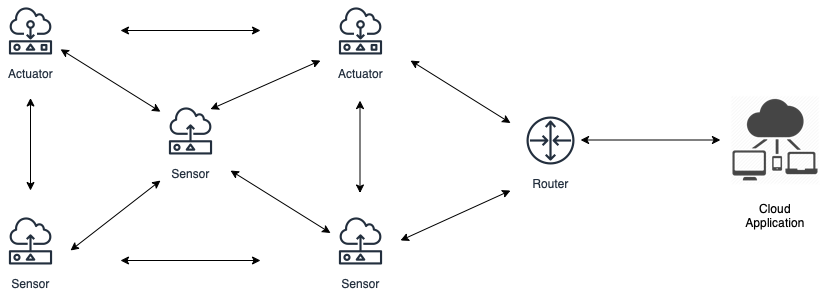 Actuator
Actuator
Sensor
Router
Cloud
Application
Sensor
Sensor